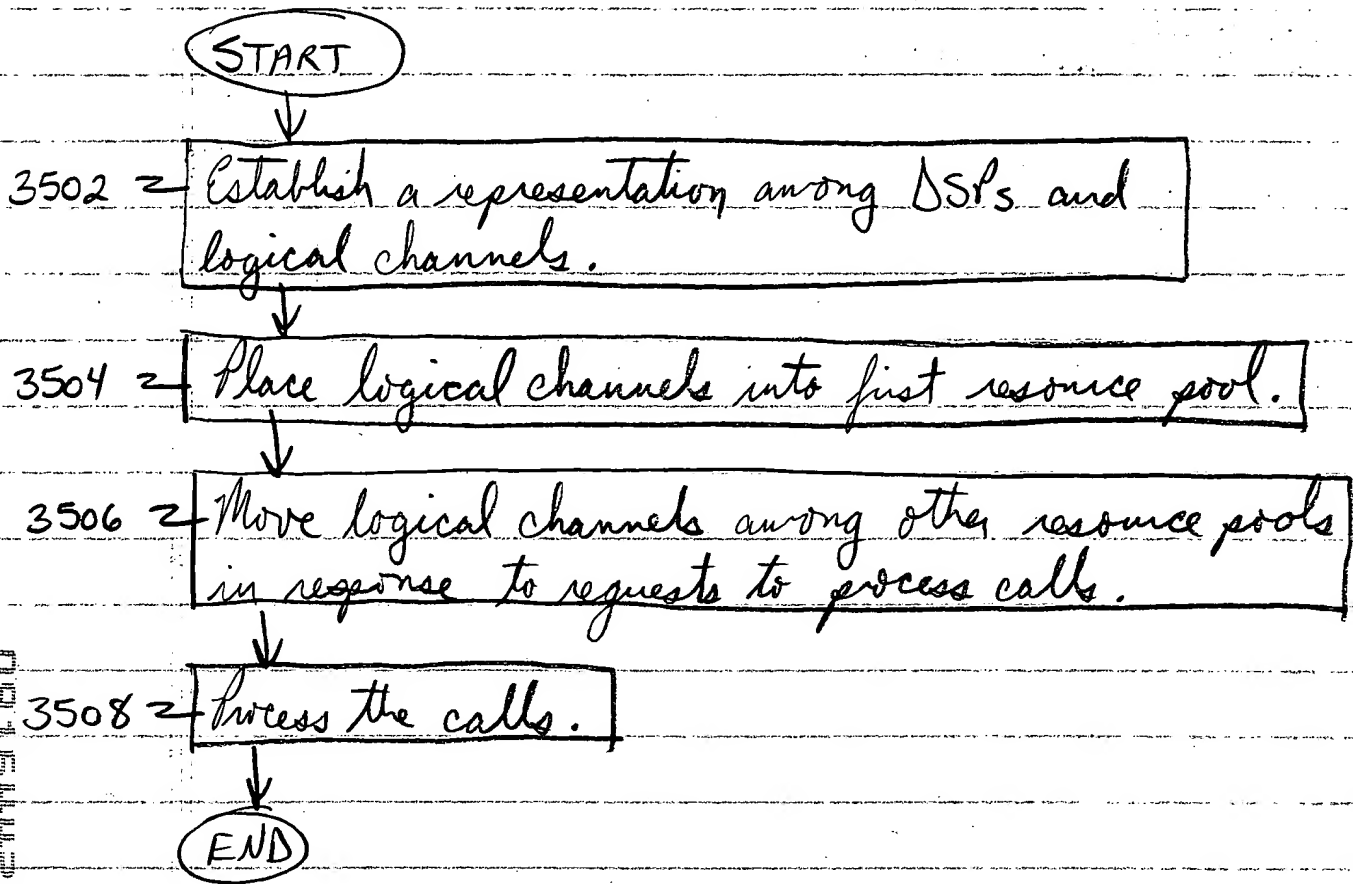 START
3502 Establish a representation among DSPs and
logical channels.
3504 Place logical channels into first resource pool.
3506 Move logical channels among other resource pools
in response to requests to process calls.
3508 Process the calls.
END